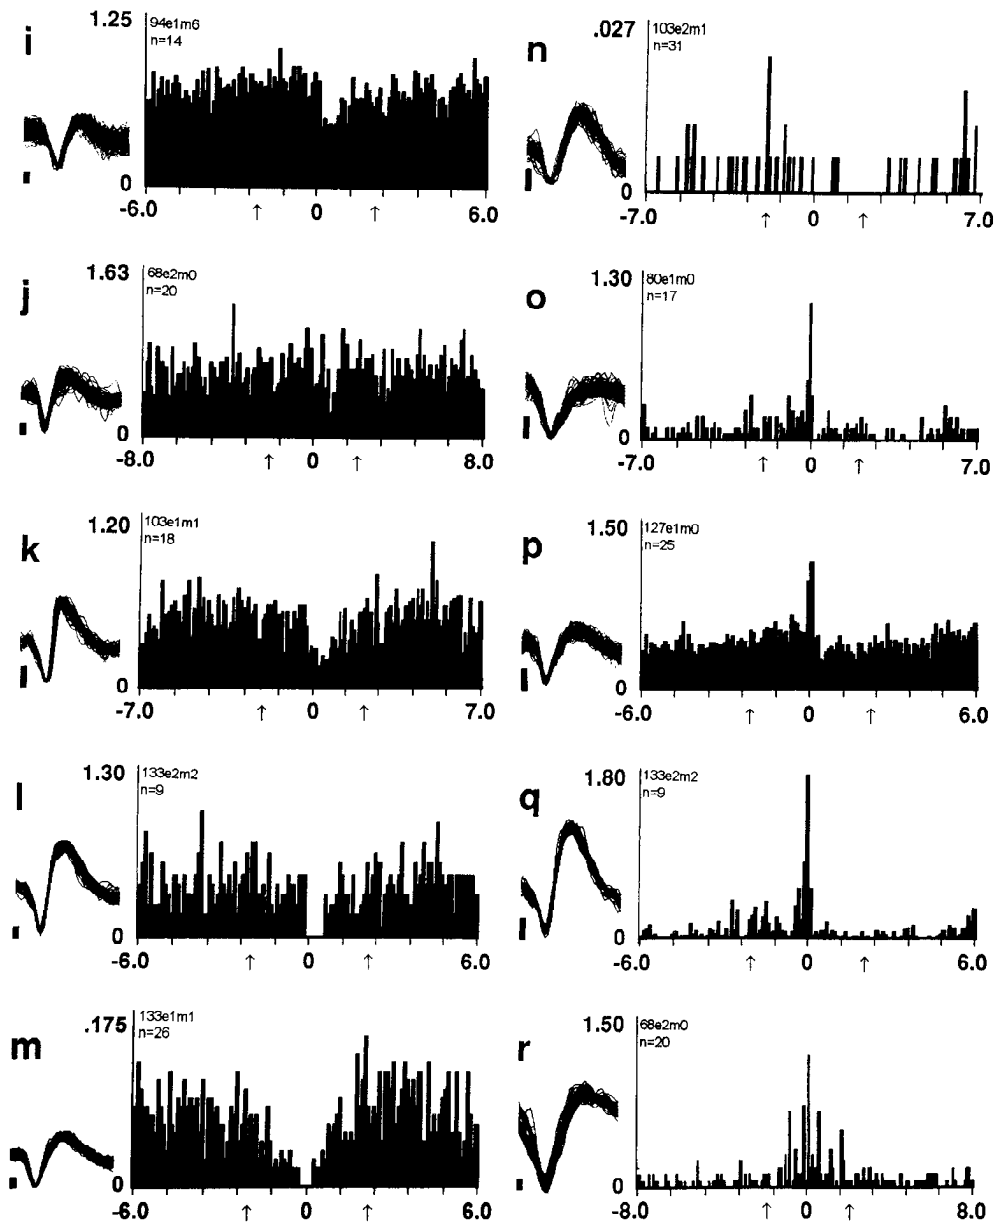 i
1.25
94e1m6
n=14
0
-6.0 ↑ 0 ↑ 6.0
j
1.63
68e2m0
n=20
0
-8.0 ↑ 0 ↑ 8.0
k
1.20
103e1m1
n=18
0
-7.0 ↑ 0 ↑ 7.0
l
1.30
133e2m2
n=9
0
-6.0 ↑ 0 ↑ 6.0
m
.175
133e1m1
n=26
0
-6.0 ↑ 0 ↑ 6.0
n
.027
103e2m1
n=31
0
-7.0 ↑ 0 ↑ 7.0
o
1.30
80e1m0
n=17
0
-7.0 ↑ 0 ↑ 7.0
p
1.50
127e1m0
n=25
0
-6.0 ↑ 0 ↑ 6.0
q
1.80
133e2m2
n=9
0
-6.0 ↑ 0 ↑ 6.0
r
1.50
68e2m0
n=20
0
-8.0 ↑ 0 ↑ 8.0